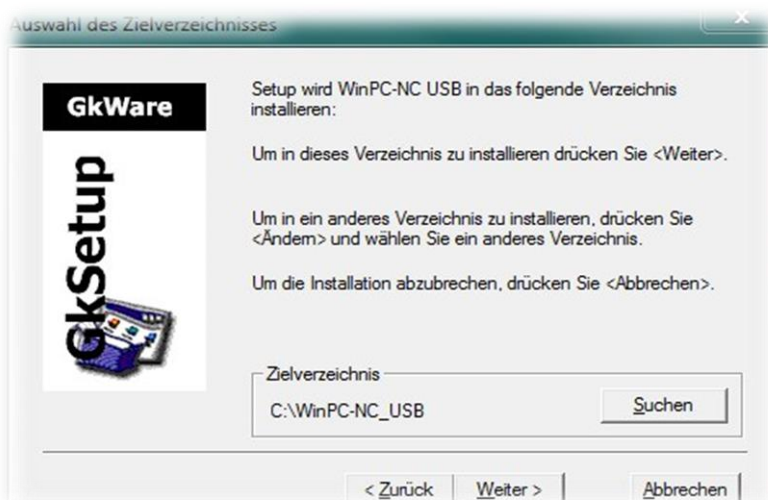 Auswahl des Zielverzeichnisses
GkWare
GkSetup
Setup wird WinPC-NC USB in das folgende Verzeichnis
installieren:
Um in dieses Verzeichnis zu installieren drücken Sie <Weiter>.
Um in ein anderes Verzeichnis zu installieren, drücken Sie
<Ändern> und wählen Sie ein anderes Verzeichnis.
Um die Installation abzubrechen, drücken Sie <Abbrechen>.
Zielverzeichnis
C:\WinPC-NC_USB
Suchen
< Zurück
Weiter >
Abbrechen